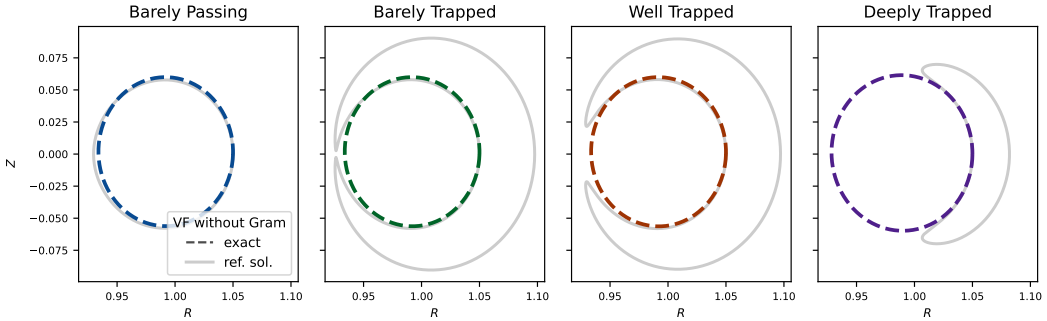 Barely Passing
Barely Trapped
Well Trapped
Deeply Trapped
0.075
0.050
0.025
0.000
−0.025
−0.050
−0.075
Z
VF without Gram
exact
ref. sol.
0.95 1.00 1.05 1.10
0.95 1.00 1.05 1.10
0.95 1.00 1.05 1.10
0.95 1.00 1.05 1.10
R
R
R
R